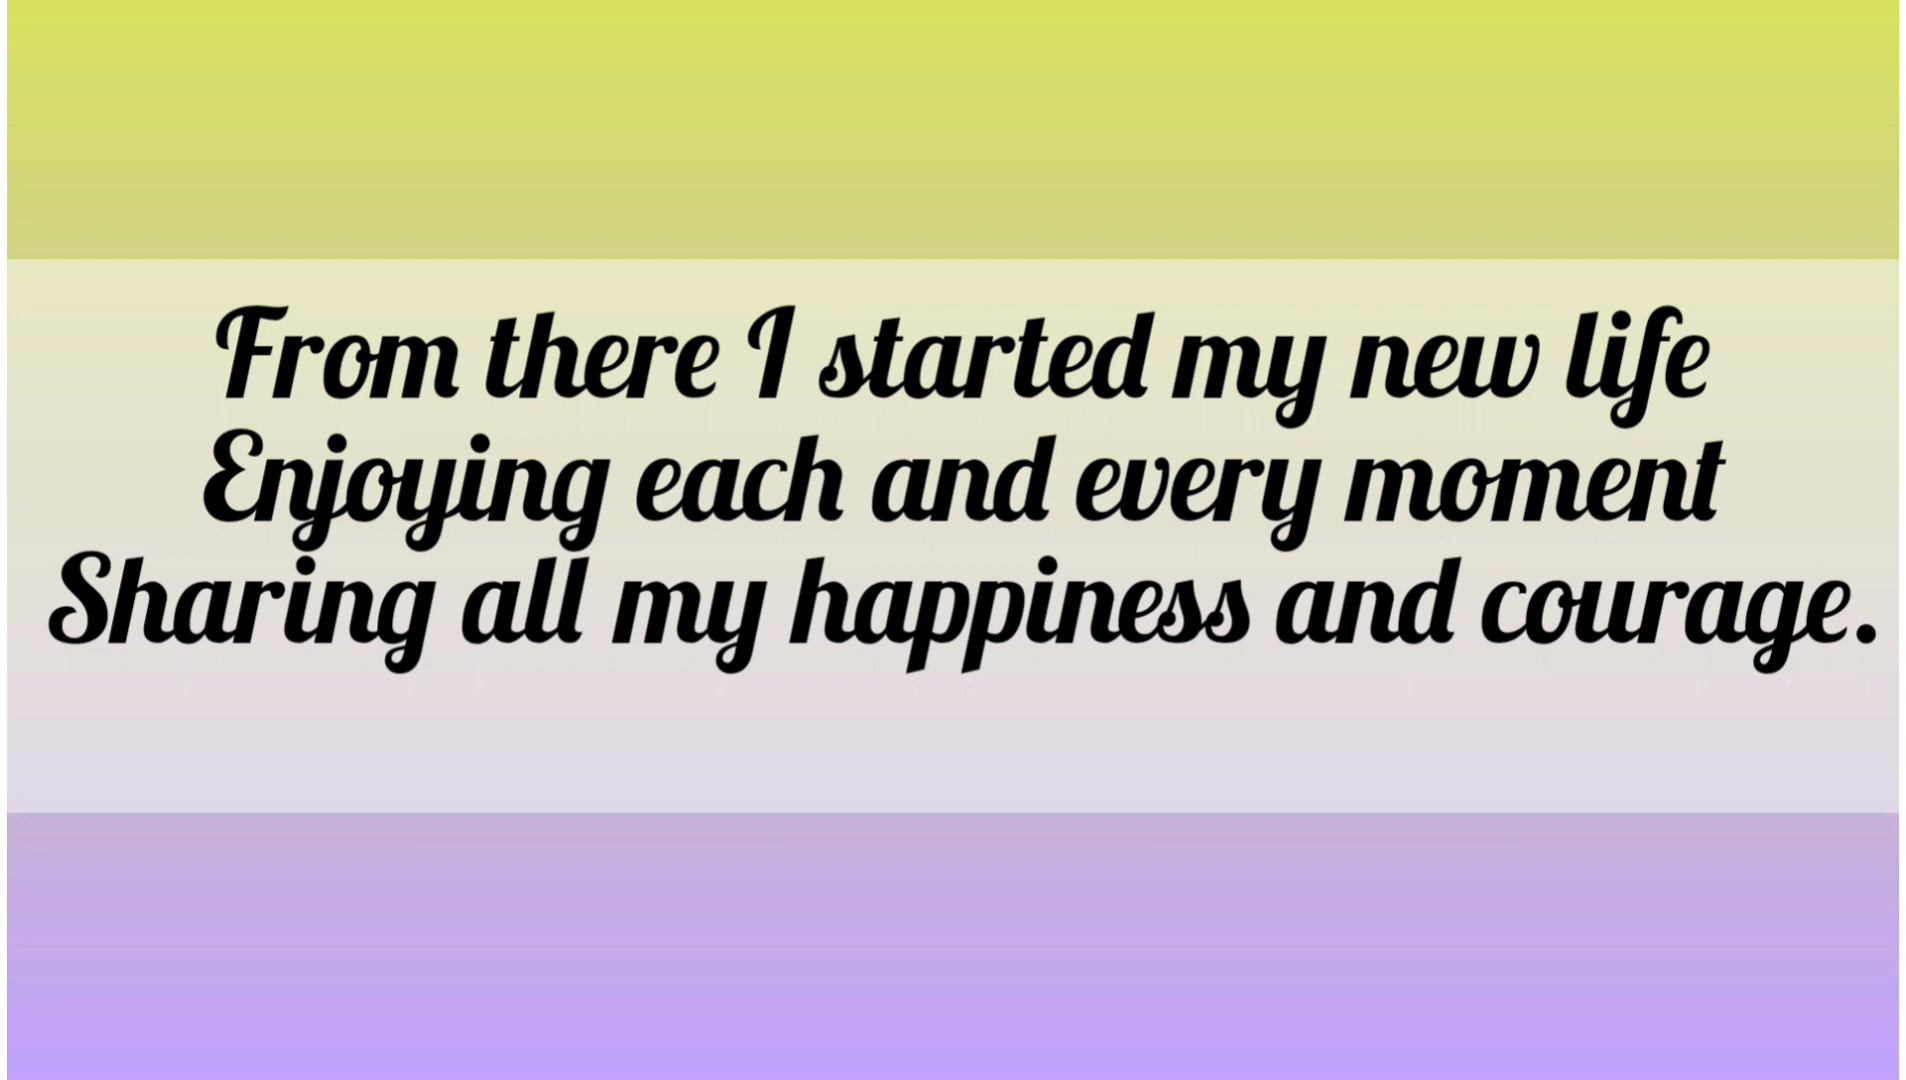 From there I started my new life
Enjoying each and every moment
Sharing all my happiness and courage.